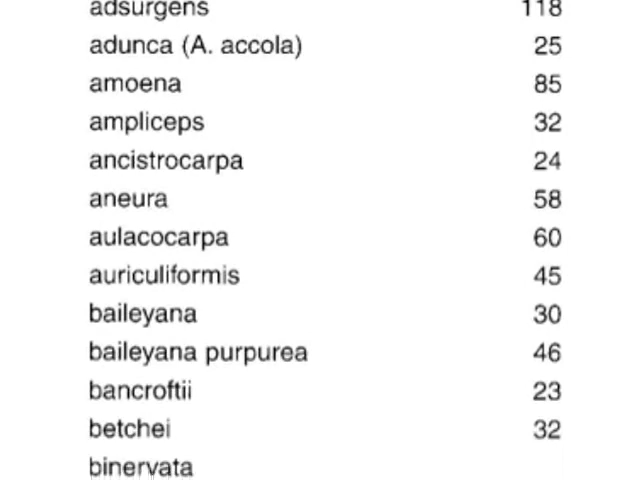 adsurgens 118
adunca (A. accola) 25
amoena 85
ampliceps 32
ancistrocarpa 24
aneura 58
aulacocarpa 60
auriculiformis 45
baileyana 30
baileyana purpurea 46
bancroftii 23
betchei 32
binervata